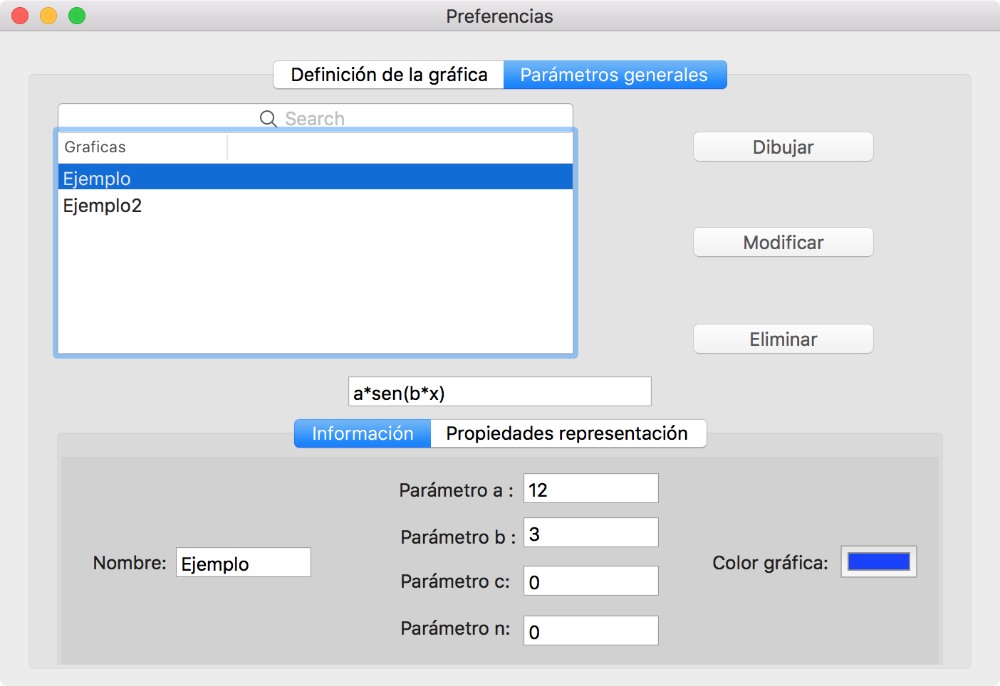 Preferencias
Definición de la gráfica
Parámetros generales
Search
Graficas
Ejemplo
Ejemplo2
Dibujar
Modificar
Eliminar
a*sen(b*x)
Información
Propiedades representación
Nombre: Ejemplo
Parámetro a : 12
Parámetro b : 3
Parámetro c: 0
Parámetro n: 0
Color gráfica: